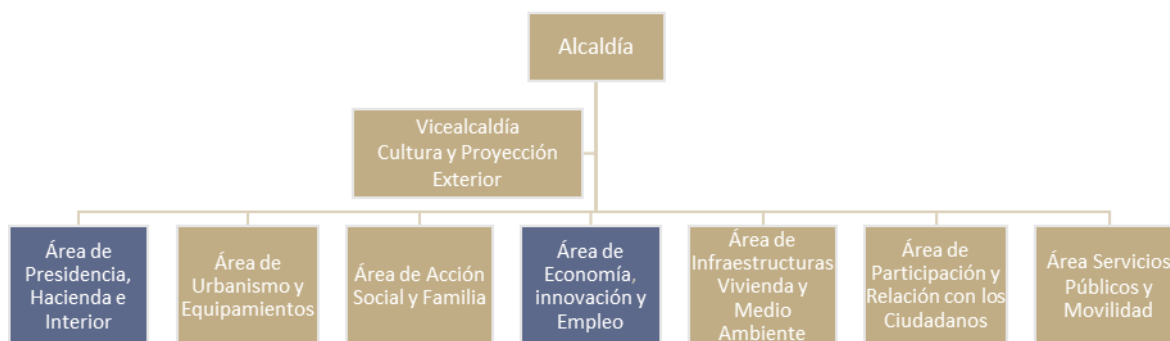 Alcaldía
Vicealcaldía
Cultura y Proyección
Exterior
Área de
Presidencia,
Hacienda e
Interior
Área de
Urbanismo y
Equipamientos
Área de Acción
Social y Familia
Área de
Economía,
innovación y
Empleo
Área de
Infraestructuras
Vivienda y
Medio
Ambiente
Área de
Participación y
Relación con los
Ciudadanos
Área Servicios
Públicos y
Movilidad